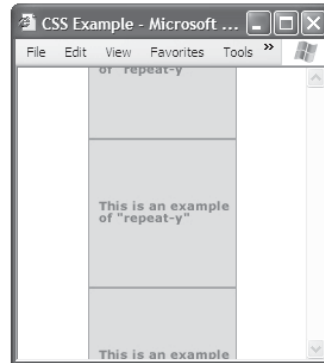 CSS Example - Microsoft ...
File Edit View Favorites Tools »
of "repeat-y"
This is an example
of "repeat-y"
This is an example